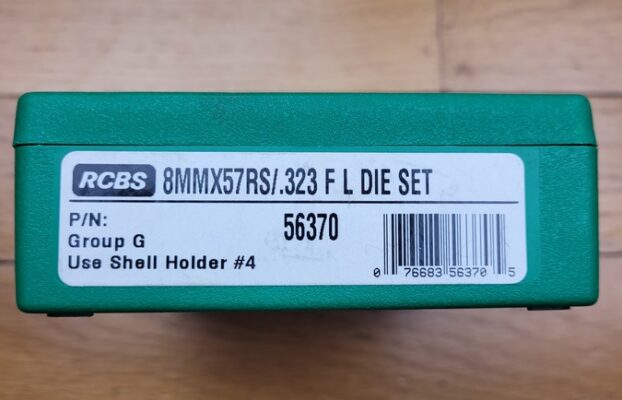 RCBS 8MMX57RS/.323 F L DIE SET
P/N: 56370
Group G
Use Shell Holder #4
0 76683 56370 5